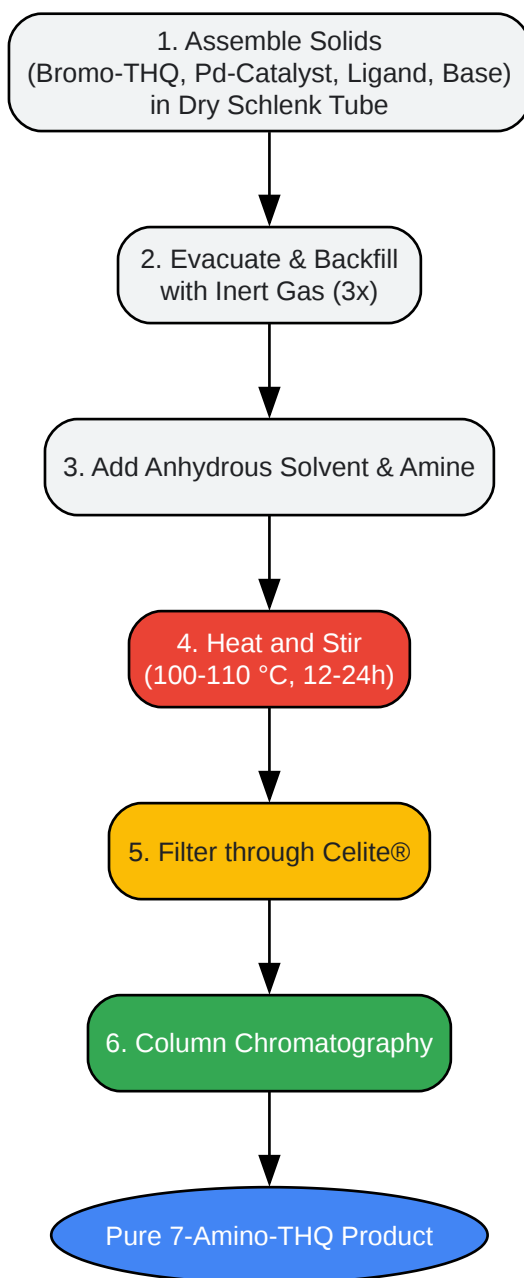 1. Assemble Solids
(Bromo-THQ, Pd-Catalyst, Ligand, Base)
in Dry Schlenk Tube
2. Evacuate & Backfill
with Inert Gas (3x)
3. Add Anhydrous Solvent & Amine
4. Heat and Stir
(100-110 °C, 12-24h)
5. Filter through Celite®
6. Column Chromatography
Pure 7-Amino-THQ Product